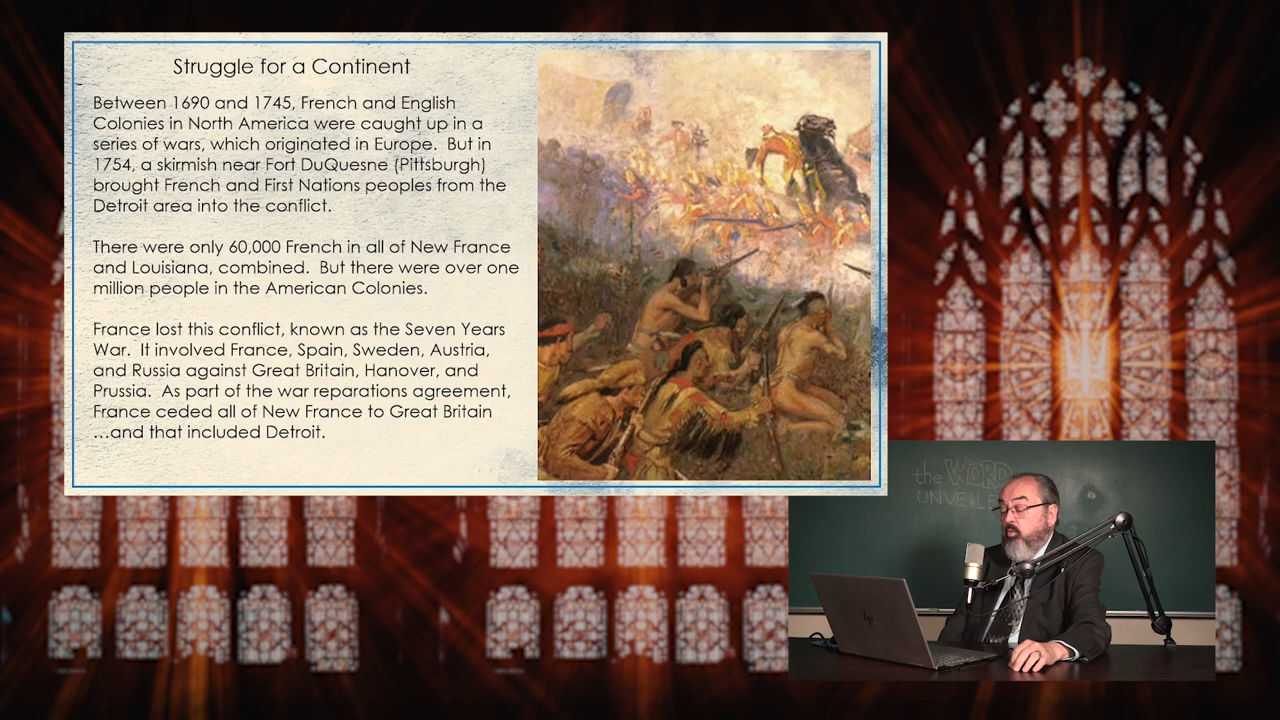 Struggle for a Continent
Between 1690 and 1745, French and English
Colonies in North America were caught up in a
series of wars, which originated in Europe.  But in
1754, a skirmish near Fort DuQuesne (Pittsburgh)
brought French and First Nations peoples from the
Detroit area into the conflict.
There were only 60,000 French in all of New France
and Louisiana, combined.  But there were over one
million people in the American Colonies.
France lost this conflict, known as the Seven Years
War.  It involved France, Spain, Sweden, Austria,
and Russia against Great Britain, Hanover, and
Prussia.  As part of the war reparations agreement,
France ceded all of New France to Great Britain
…and that included Detroit.
the WORD
UNVEILE
hp